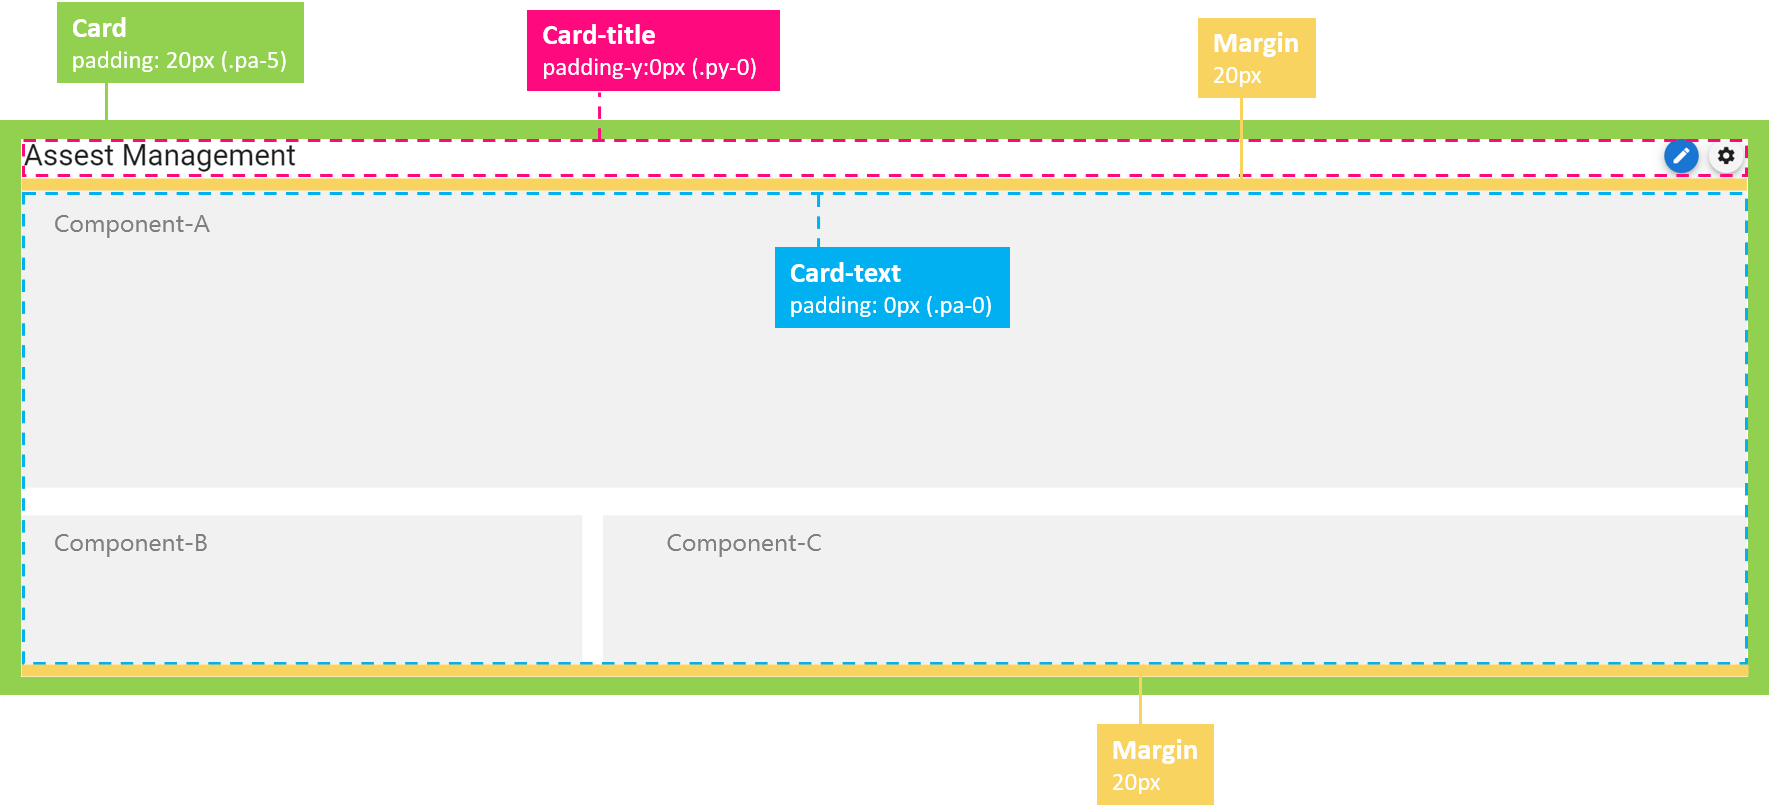 Card
padding: 20px (.pa-5)
Card-title
padding-y:0px (.py-0)
Margin
20px
Assest Management
Component-A
Card-text
padding: 0px (.pa-0)
Component-B
Component-C
Margin
20px